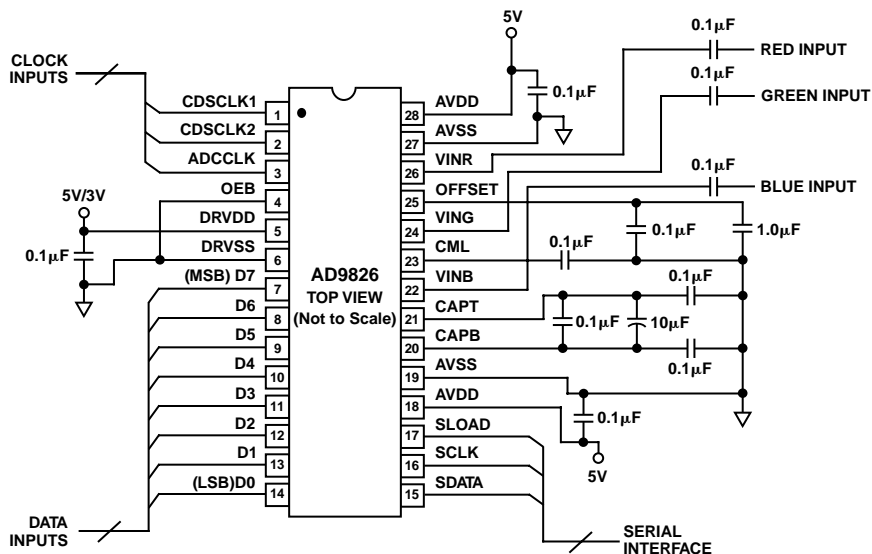 5V
0.1μF
RED INPUT
0.1μF
GREEN INPUT
0.1μF
BLUE INPUT
CLOCK
INPUTS
CDSCLK1
CDSCLK2
ADCCLK
OEB
5V/3V
DRVDD
0.1μF
DRVSS
(MSB) D7
D6
D5
D4
D3
D2
D1
(LSB)D0
DATA
INPUTS
1
2
3
4
5
6
7
8
9
10
11
12
13
14
AD9826
TOP VIEW
(Not to Scale)
28
27
26
25
24
23
22
21
20
19
18
17
16
15
AVDD
AVSS
VINR
OFFSET
VING
CML
VINB
CAPT
CAPB
AVSS
AVDD
SLOAD
SCLK
SDATA
0.1μF
0.1μF
0.1μF
1.0μF
0.1μF
0.1μF
10μF
0.1μF
0.1μF
5V
SERIAL
INTERFACE